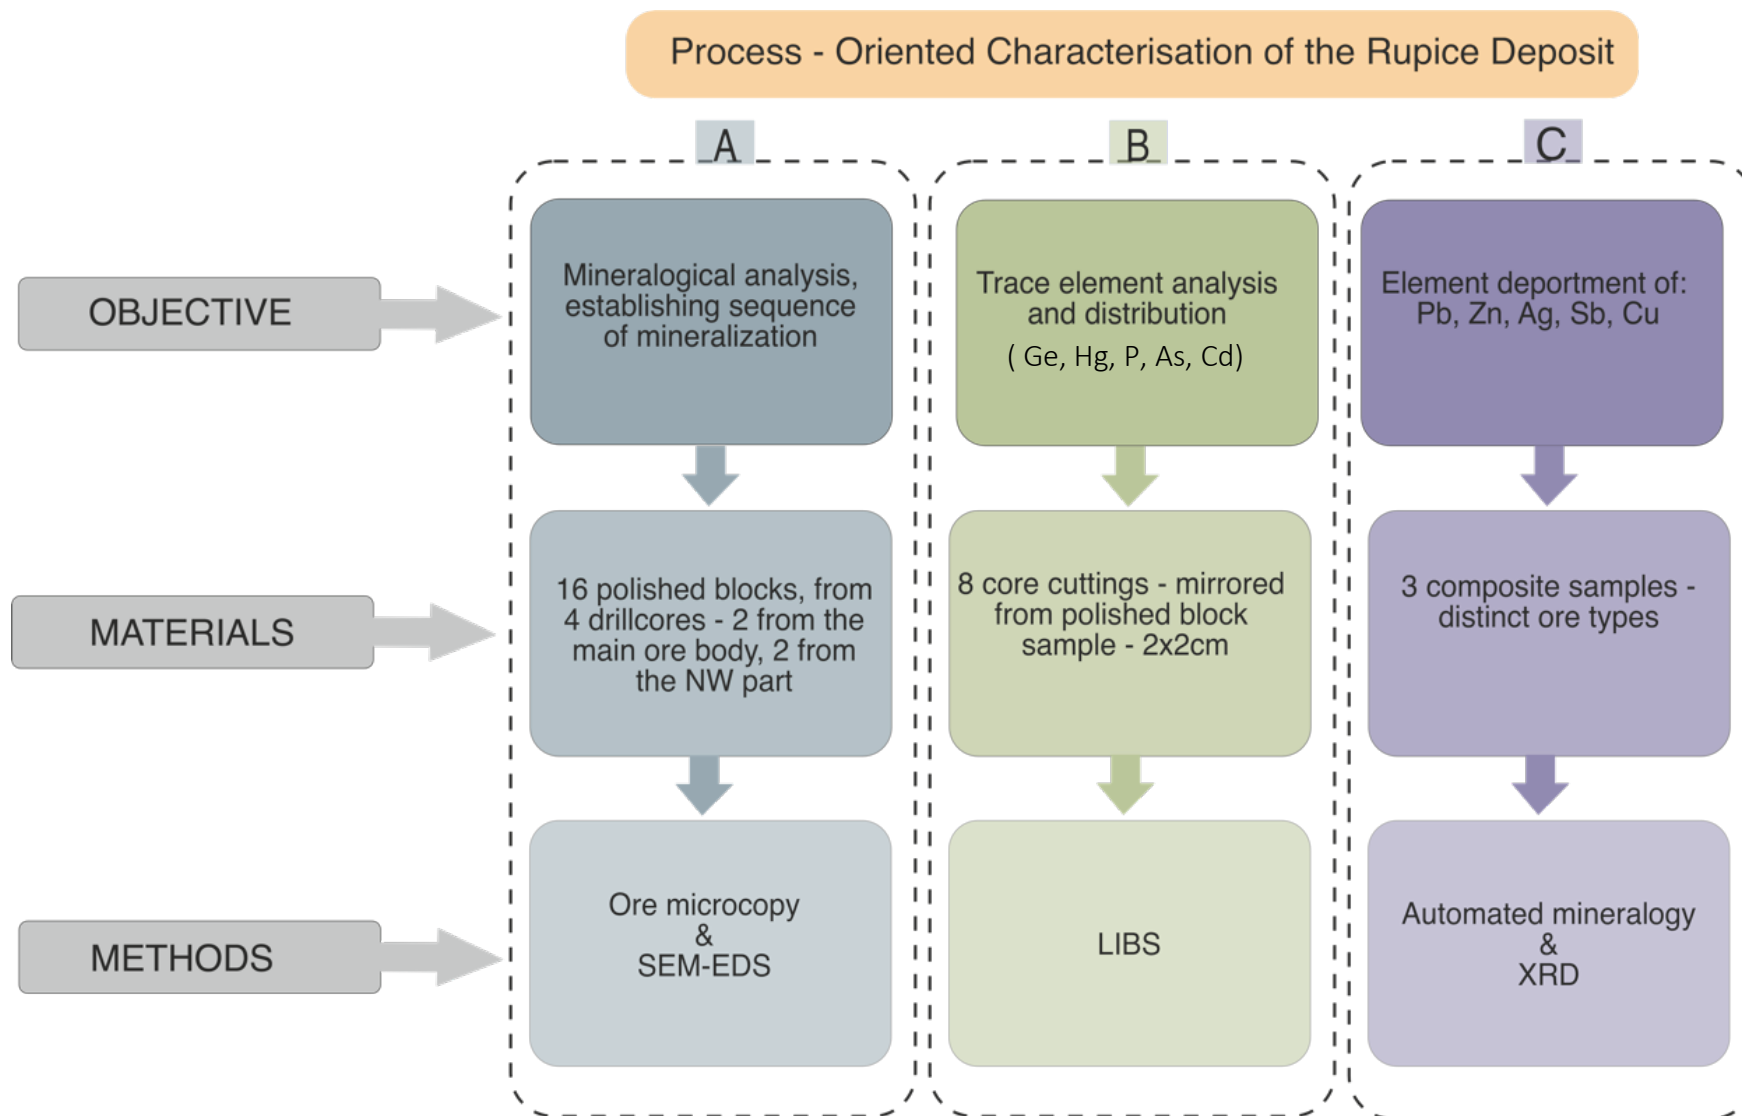 Process - Oriented Characterisation of the Rupice Deposit
A
B
C
OBJECTIVE
Mineralogical analysis,
establishing sequence
of mineralization
Trace element analysis
and distribution
( Ge, Hg, P, As, Cd)
Element deportment of:
Pb, Zn, Ag, Sb, Cu
MATERIALS
16 polished blocks, from
4 drillcores - 2 from the
main ore body, 2 from
the NW part
8 core cuttings - mirrored
from polished block
sample - 2x2cm
3 composite samples -
distinct ore types
METHODS
Ore microcopy
&
SEM-EDS
LIBS
Automated mineralogy
&
XRD